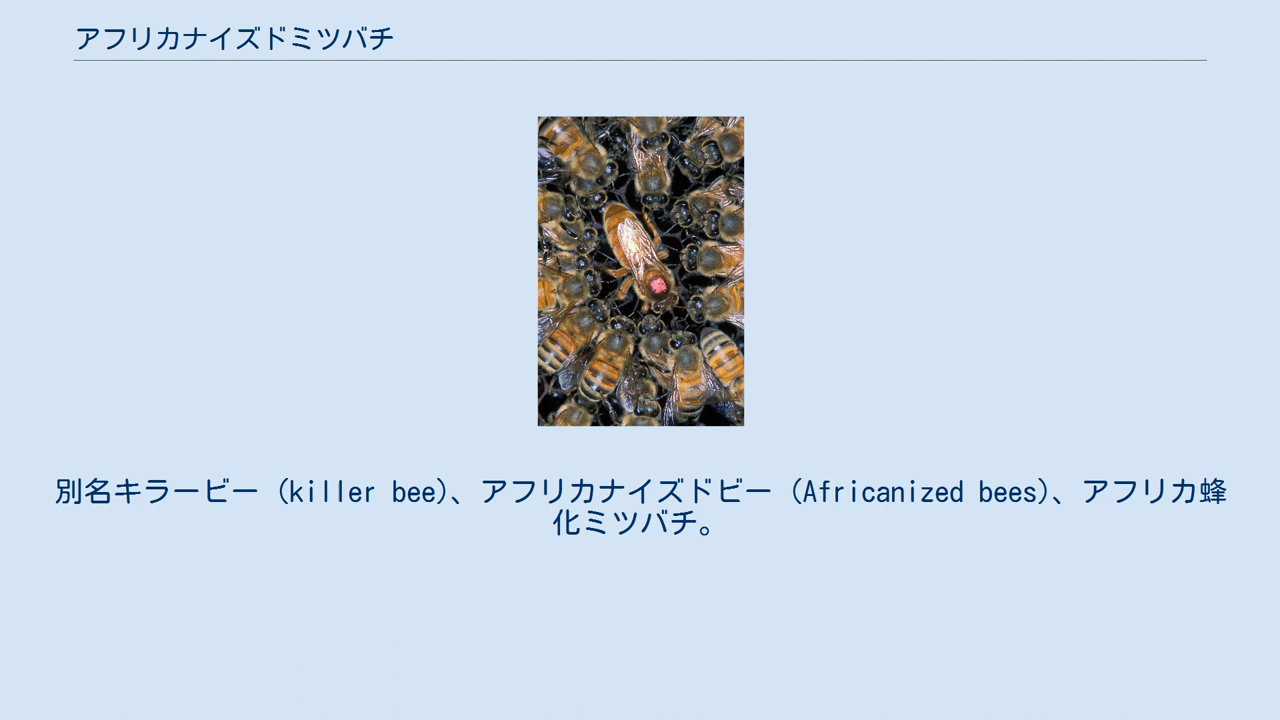 アフリカナイズドミツバチ
別名キラービー（killer bee)、アフリカナイズドビー（Africanized bees)、アフリカ蜂
化ミツバチ。